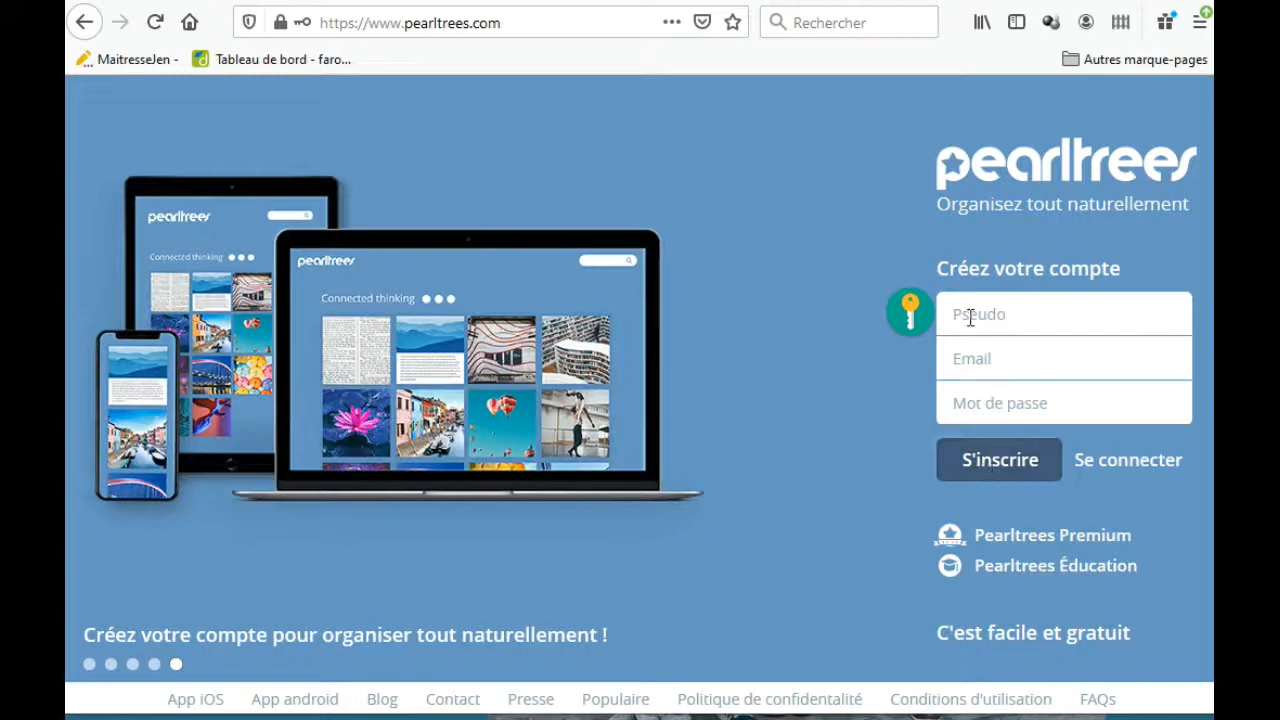 https://www.pearltrees.com
Rechercher
MaitresseJen -
Tableau de bord - faro...
Autres marque-pages
pearltrees
Organisez tout naturellement
pearltrees
Connected thinking
pearltrees
Connected thinking
Créez votre compte
Pseudo
Email
Mot de passe
S'inscrire
Se connecter
Pearltrees Premium
Pearltrees Éducation
Créez votre compte pour organiser tout naturellement !
C'est facile et gratuit
App iOS
App android
Blog
Contact
Presse
Populaire
Politique de confidentalité
Conditions d'utilisation
FAQs